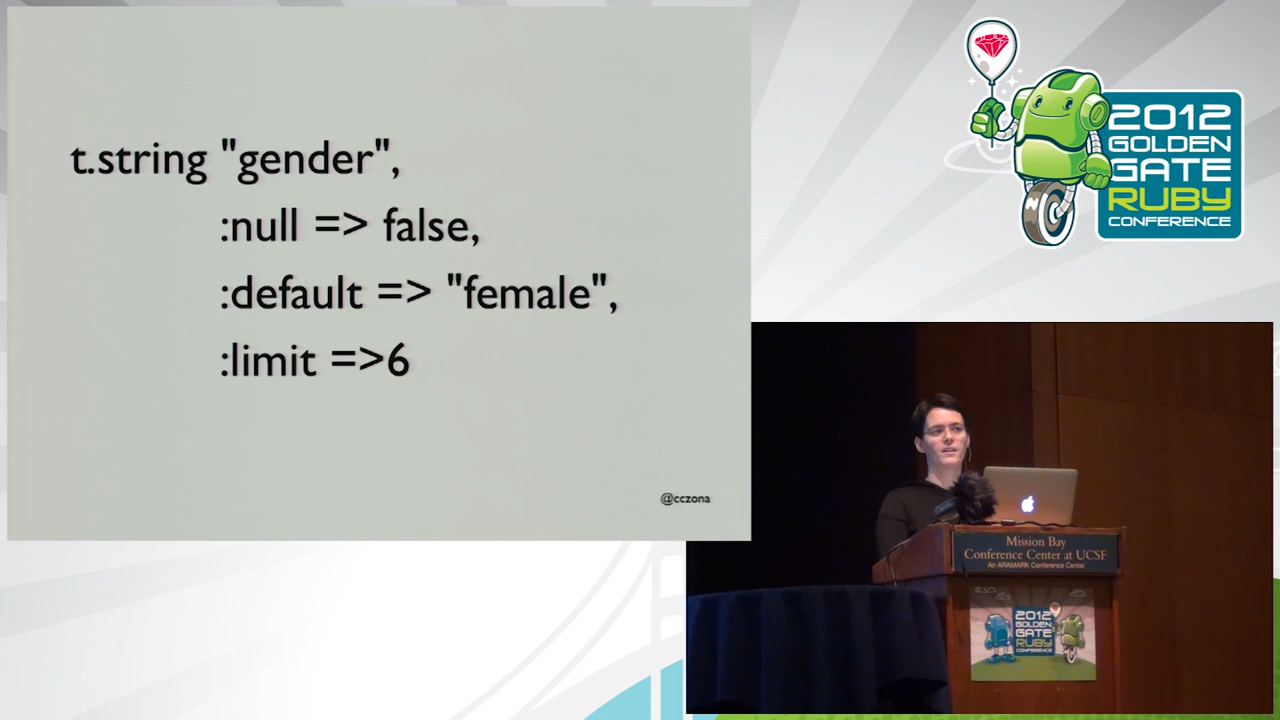 t.string "gender",
:null => false,
:default => "female",
:limit =>6
@cczona
2012
GOLDEN
GATE
RUBY
CONFERENCE
Mission Bay
Conference Center at UCSF
An ARAMARK Conference Center
2012
GOLDEN
GATE
RUBY
CONFERENCE